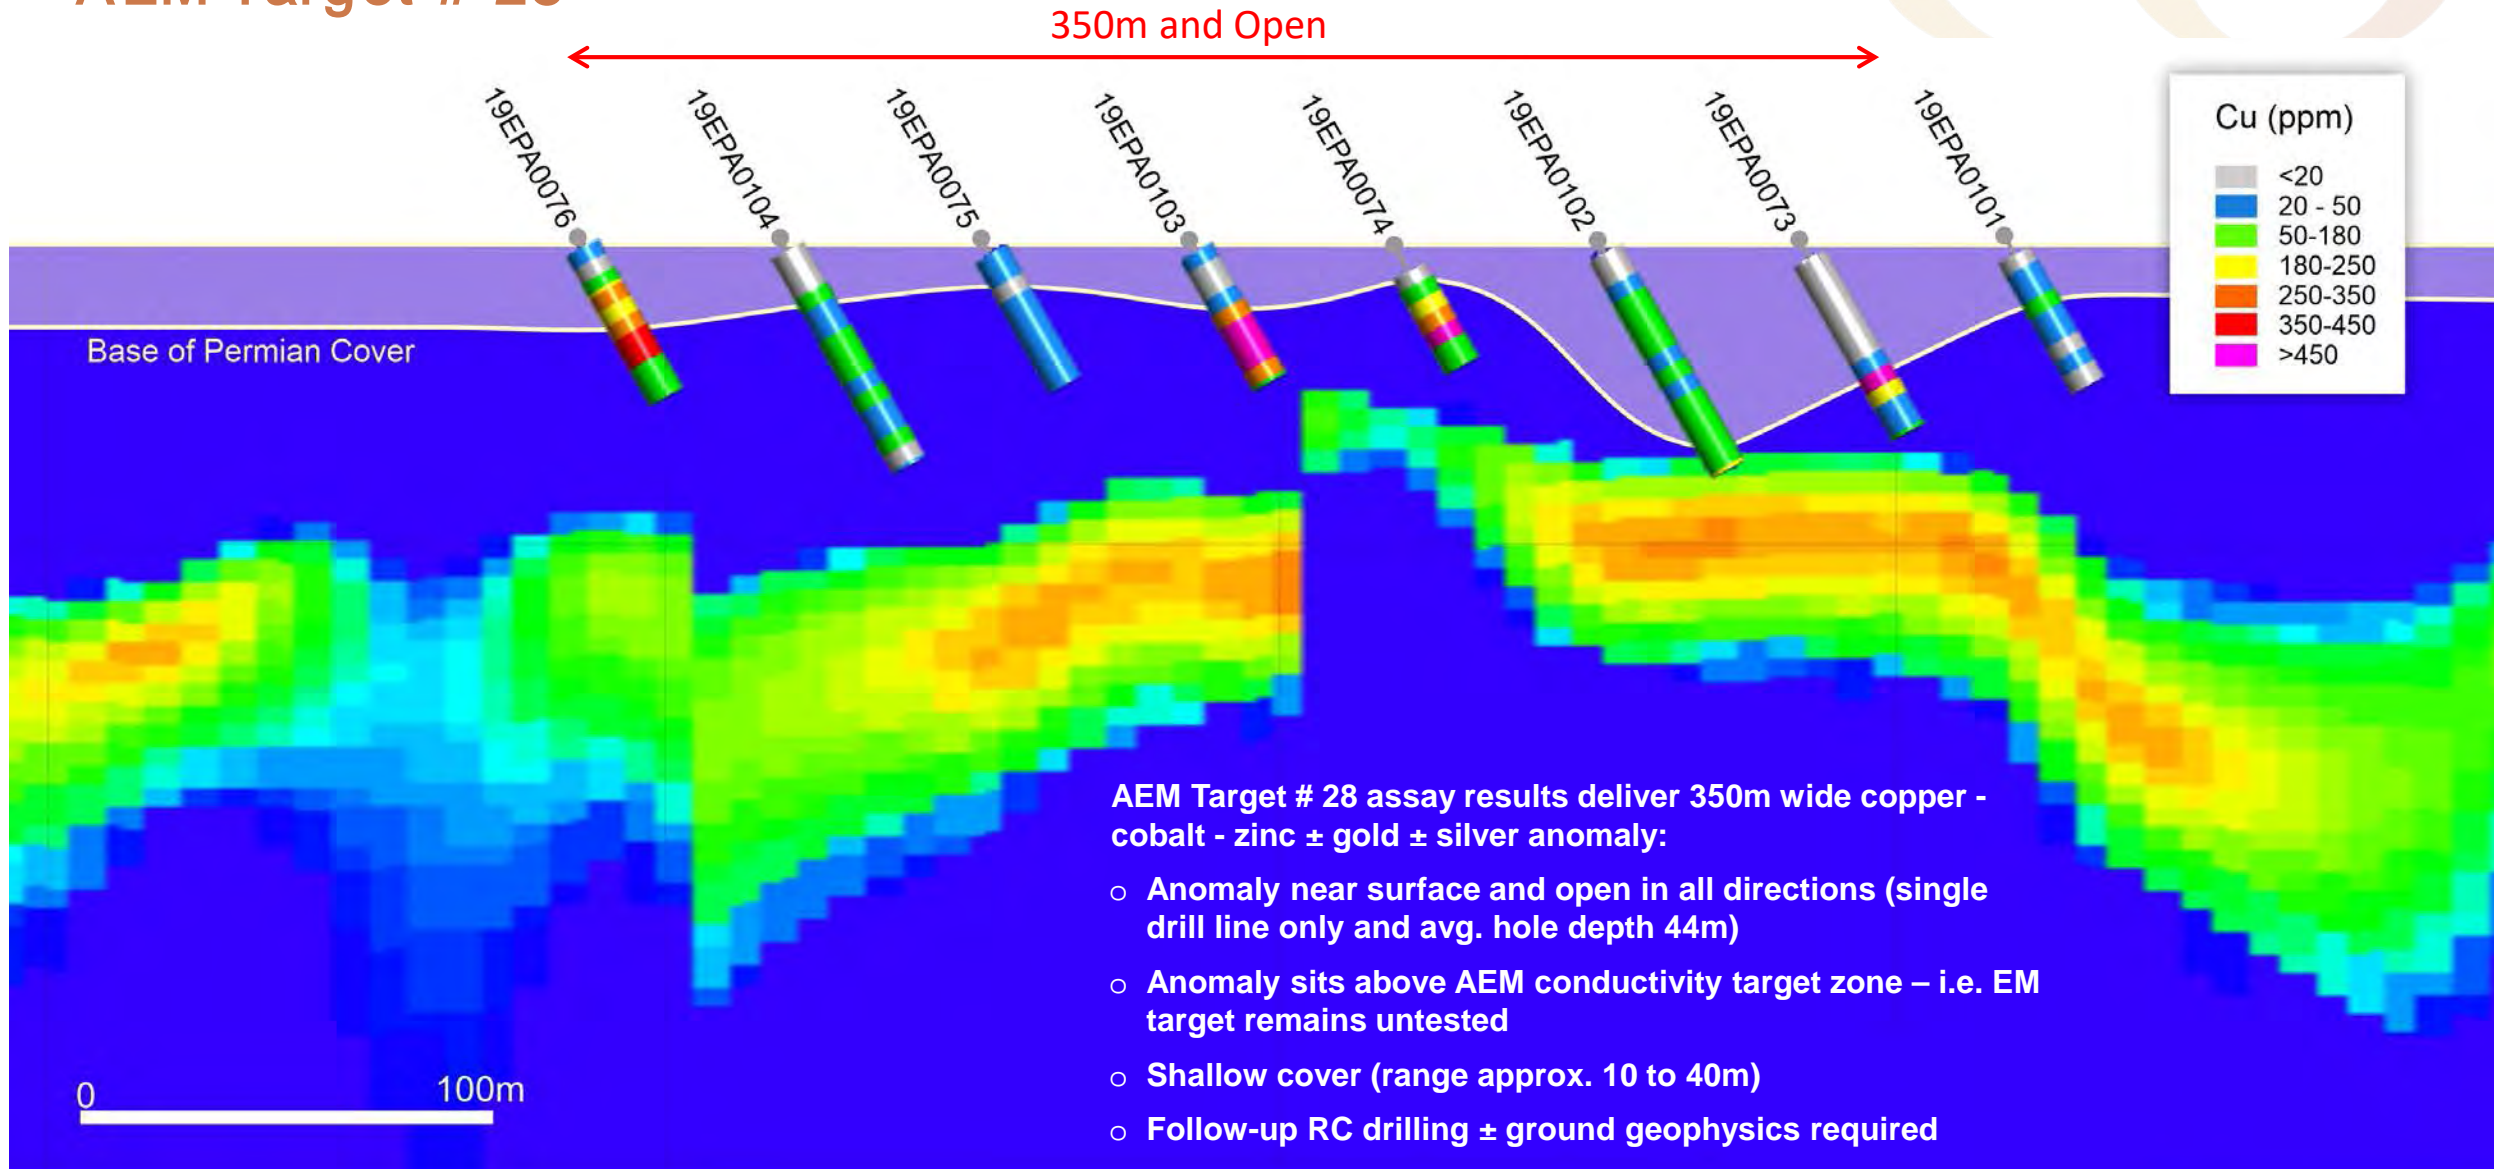 350m and Open
19EPA0076
19EPA0104
19EPA0075
19EPA0103
19EPA0074
19EPA0102
19EPA0073
19EPA0101
Cu (ppm)
<20
20 - 50
50-180
180-250
250-350
350-450
>450
Base of Permian Cover
AEM Target # 28 assay results deliver 350m wide copper -
cobalt - zinc ± gold ± silver anomaly:
o Anomaly near surface and open in all directions (single
drill line only and avg. hole depth 44m)
o Anomaly sits above AEM conductivity target zone – i.e. EM
target remains untested
o Shallow cover (range approx. 10 to 40m)
o Follow-up RC drilling ± ground geophysics required
0
100m